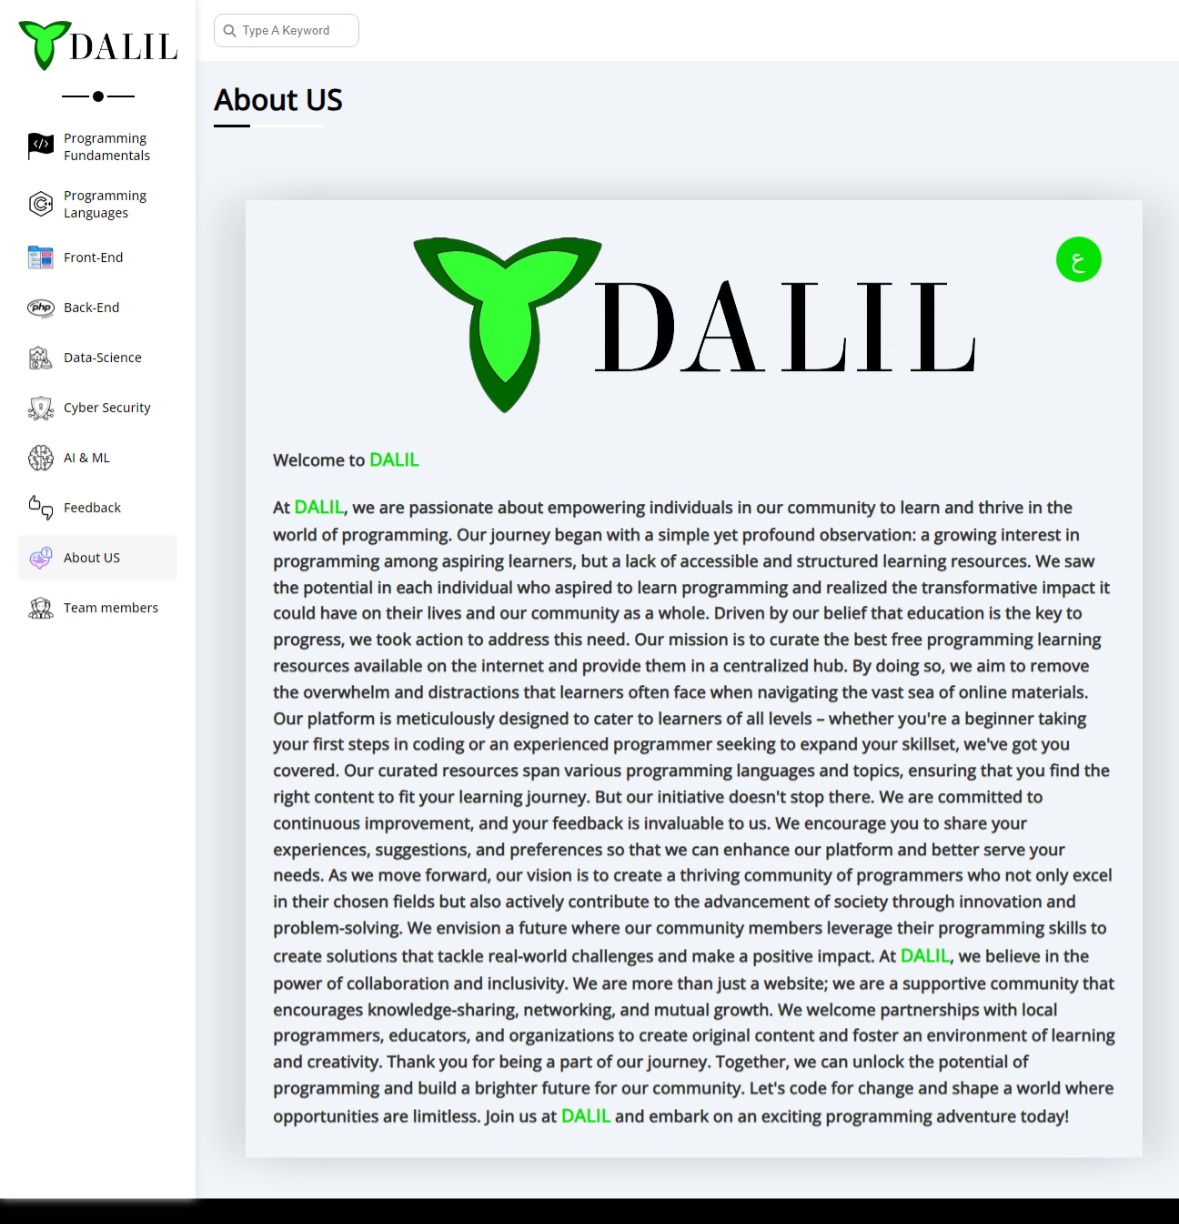 DALIL
Type A Keyword
Programming
Fundamentals
Programming
Languages
Front-End
php
Back-End
Data-Science
Cyber Security
AI & ML
Feedback
About US
Team members
About US
ع
DALIL
Welcome to DALIL
At DALIL, we are passionate about empowering individuals in our community to learn and thrive in the
world of programming. Our journey began with a simple yet profound observation: a growing interest in
programming among aspiring learners, but a lack of accessible and structured learning resources. We saw
the potential in each individual who aspired to learn programming and realized the transformative impact it
could have on their lives and our community as a whole. Driven by our belief that education is the key to
progress, we took action to address this need. Our mission is to curate the best free programming learning
resources available on the internet and provide them in a centralized hub. By doing so, we aim to remove
the overwhelm and distractions that learners often face when navigating the vast sea of online materials.
Our platform is meticulously designed to cater to learners of all levels – whether you're a beginner taking
your first steps in coding or an experienced programmer seeking to expand your skillset, we've got you
covered. Our curated resources span various programming languages and topics, ensuring that you find the
right content to fit your learning journey. But our initiative doesn't stop there. We are committed to
continuous improvement, and your feedback is invaluable to us. We encourage you to share your
experiences, suggestions, and preferences so that we can enhance our platform and better serve your
needs. As we move forward, our vision is to create a thriving community of programmers who not only excel
in their chosen fields but also actively contribute to the advancement of society through innovation and
problem-solving. We envision a future where our community members leverage their programming skills to
create solutions that tackle real-world challenges and make a positive impact. At DALIL, we believe in the
power of collaboration and inclusivity. We are more than just a website; we are a supportive community that
encourages knowledge-sharing, networking, and mutual growth. We welcome partnerships with local
programmers, educators, and organizations to create original content and foster an environment of learning
and creativity. Thank you for being a part of our journey. Together, we can unlock the potential of
programming and build a brighter future for our community. Let's code for change and shape a world where
opportunities are limitless. Join us at DALIL and embark on an exciting programming adventure today!